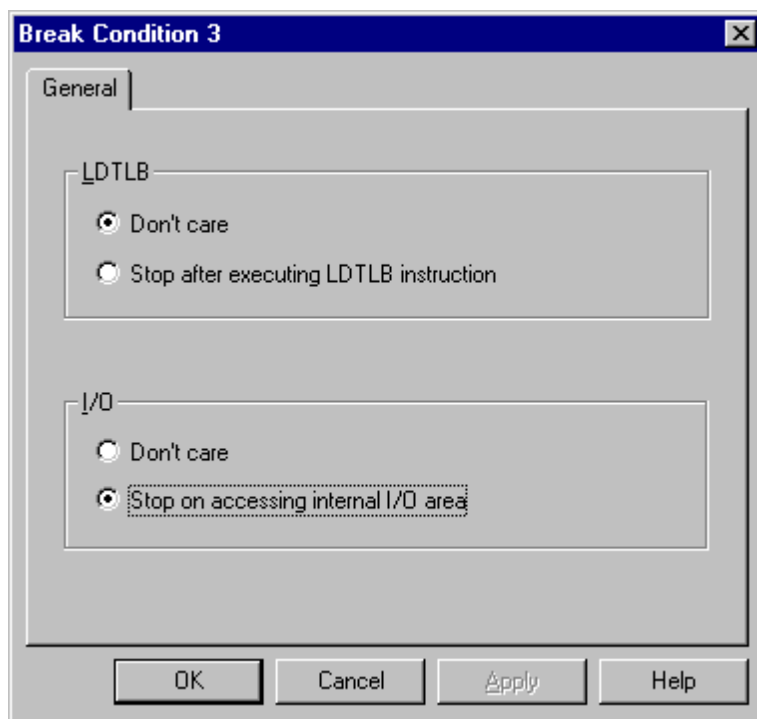 Break Condition 3
General
LDTLB
Don't care
Stop after executing LDTLB instruction
I/O
Don't care
Stop on accessing internal I/O area
OK Cancel Apply Help